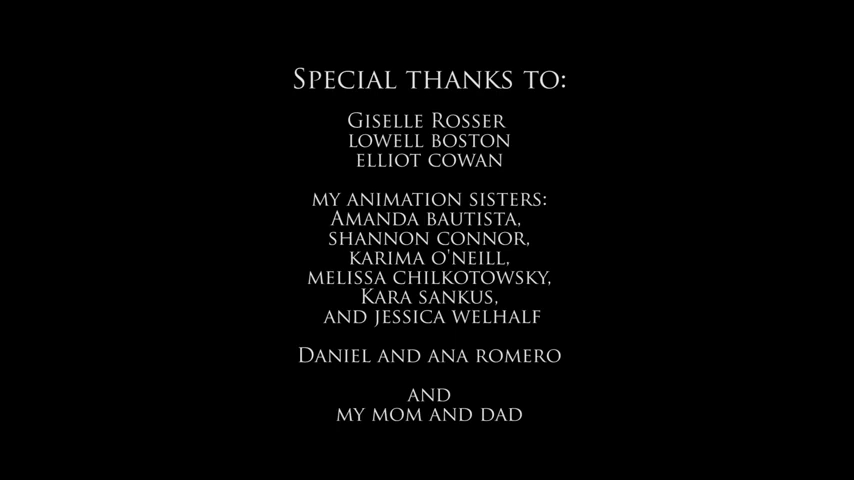 Special thanks to:
Giselle Rosser
lowell boston
elliot cowan
my animation sisters:
Amanda bautista,
shannon connor,
karima o'neill,
melissa chilkotowsky,
Kara sankus,
and jessica welhalf
Daniel and ana romero
and
my mom and dad